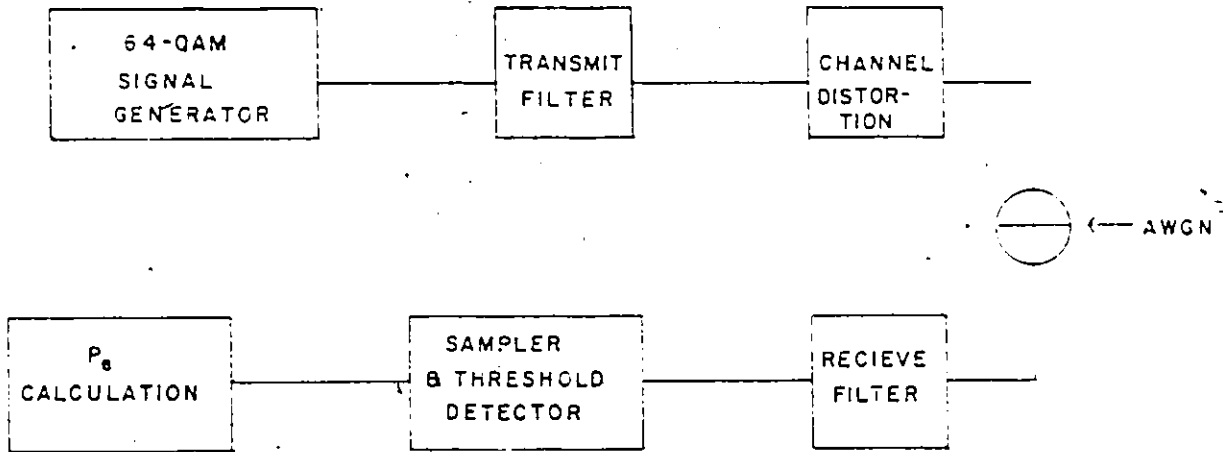 64-QAM
SIGNAL
GENERATOR
TRANSMIT
FILTER
CHANNEL
DISTOR-
TION
AWGN
Pe
CALCULATION
SAMPLER
& THRESHOLD
DETECTOR
RECIEVE
FILTER